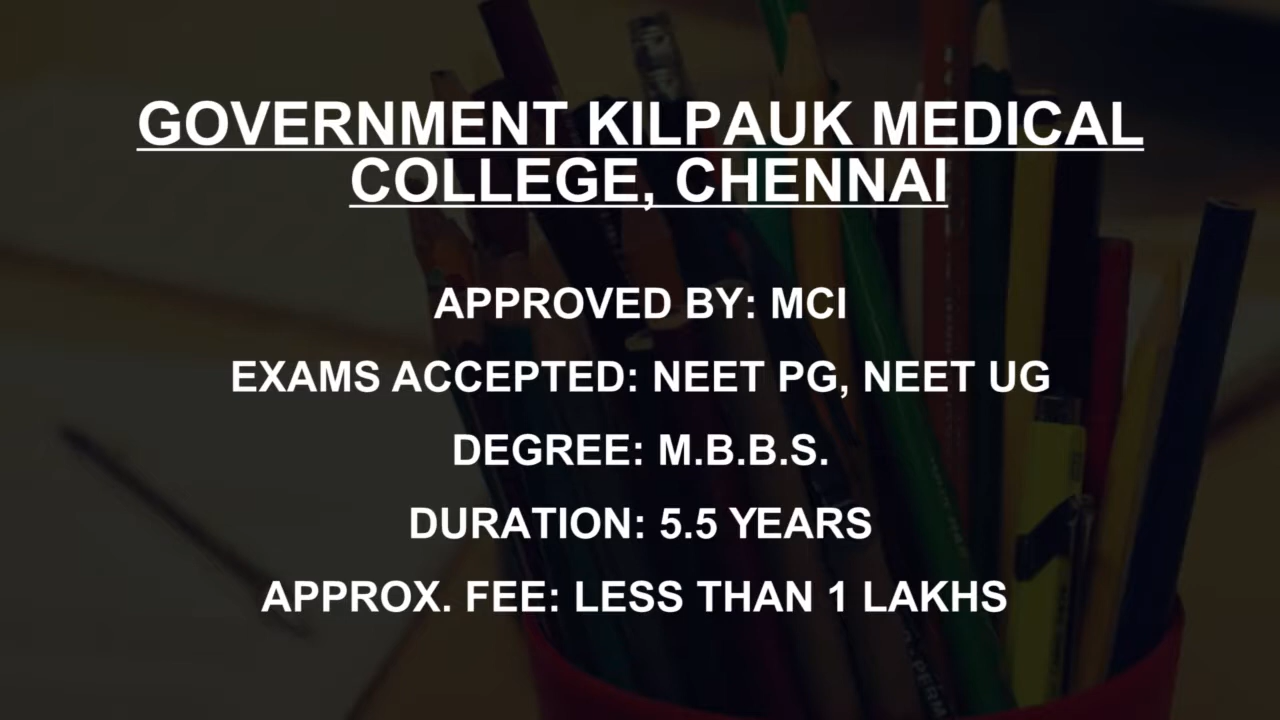 GOVERNMENT KILPAUK MEDICAL
COLLEGE, CHENNAI
APPROVED BY: MCI
EXAMS ACCEPTED: NEET PG, NEET UG
DEGREE: M.B.B.S.
DURATION: 5.5 YEARS
APPROX. FEE: LESS THAN 1 LAKHS